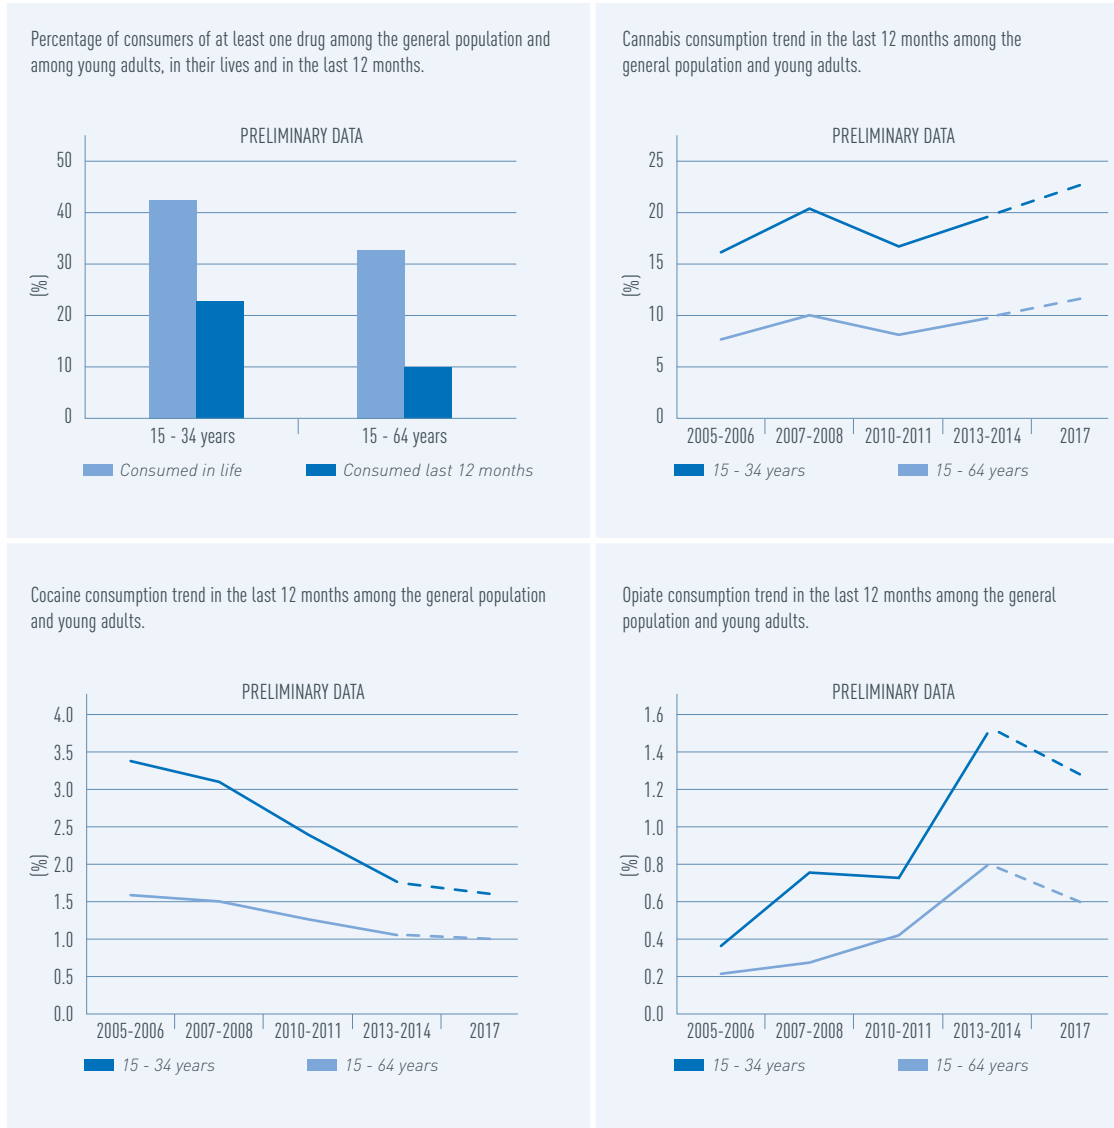 Percentage of consumers of at least one drug among the general population and
among young adults, in their lives and in the last 12 months.
PRELIMINARY DATA
50
40
30
20
10
0
(%)
15 - 34 years
15 - 64 years
Consumed in life
Consumed last 12 months
Cannabis consumption trend in the last 12 months among the
general population and young adults.
PRELIMINARY DATA
25
20
15
10
5
0
(%)
2005-2006
2007-2008
2010-2011
2013-2014
2017
15 - 34 years
15 - 64 years
Cocaine consumption trend in the last 12 months among the general population
and young adults.
PRELIMINARY DATA
4.0
3.5
3.0
2.5
2.0
1.5
1.0
0.5
0.0
(%)
2005-2006
2007-2008
2010-2011
2013-2014
2017
15 - 34 years
15 - 64 years
Opiate consumption trend in the last 12 months among the general
population and young adults.
PRELIMINARY DATA
1.6
1.4
1.2
1.0
0.8
0.6
0.4
0.2
0.0
(%)
2005-2006
2007-2008
2010-2011
2013-2014
2017
15 - 34 years
15 - 64 years